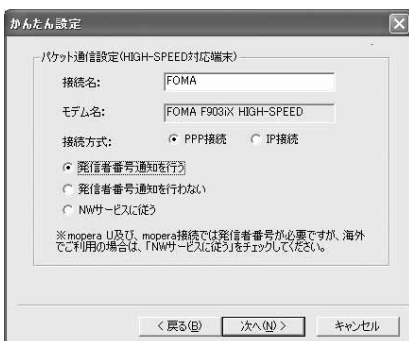 かんたん設定
パケット通信設定(HIGH-SPEED対応端末)
接続名: FOMA
モデム名: FOMA F903iX HIGH-SPEED
接続方式: PPP接続 IP接続
発信者番号通知を行う
発信者番号通知を行わない
NWサービスに従う
※mopera U及び、mopera接続では発信者番号が必要ですが、海外
でご利用の場合は、「NWサービスに従う」をチェックしてください。
< 戻る(B) 次へ(N) > キャンセル